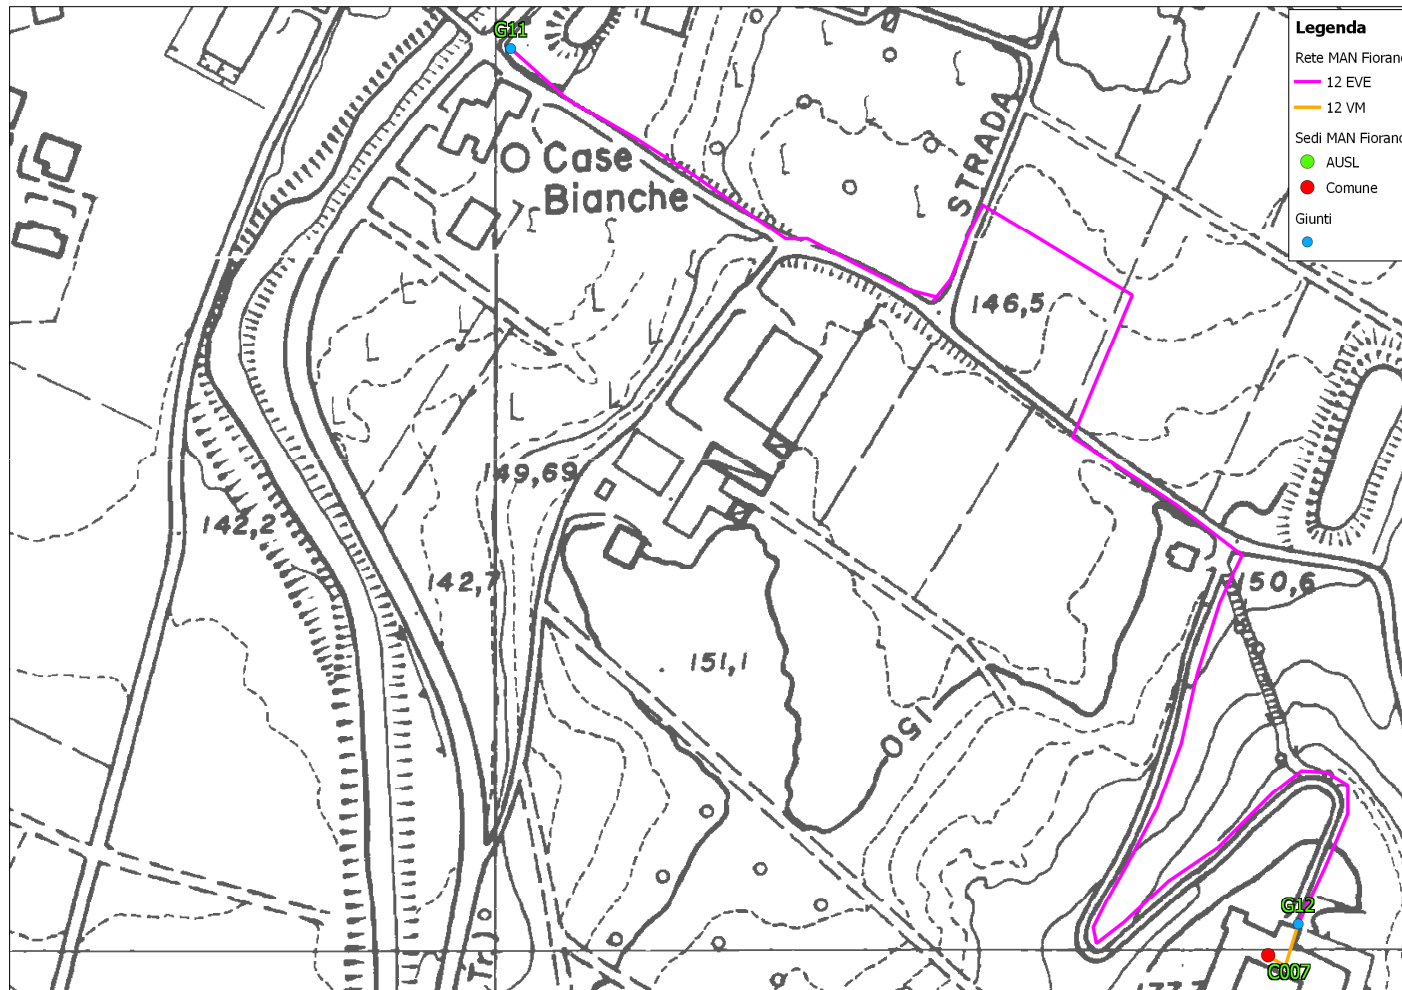 G11
Legenda
Rete MAN Fioran
12 EVE
12 VM
Sedi MAN Fioran
AUSL
Comune
Giunti
STRADA
Case
Bianche
146,5
149,69
142,2
142,7
150,6
151,1
150
G12
C007